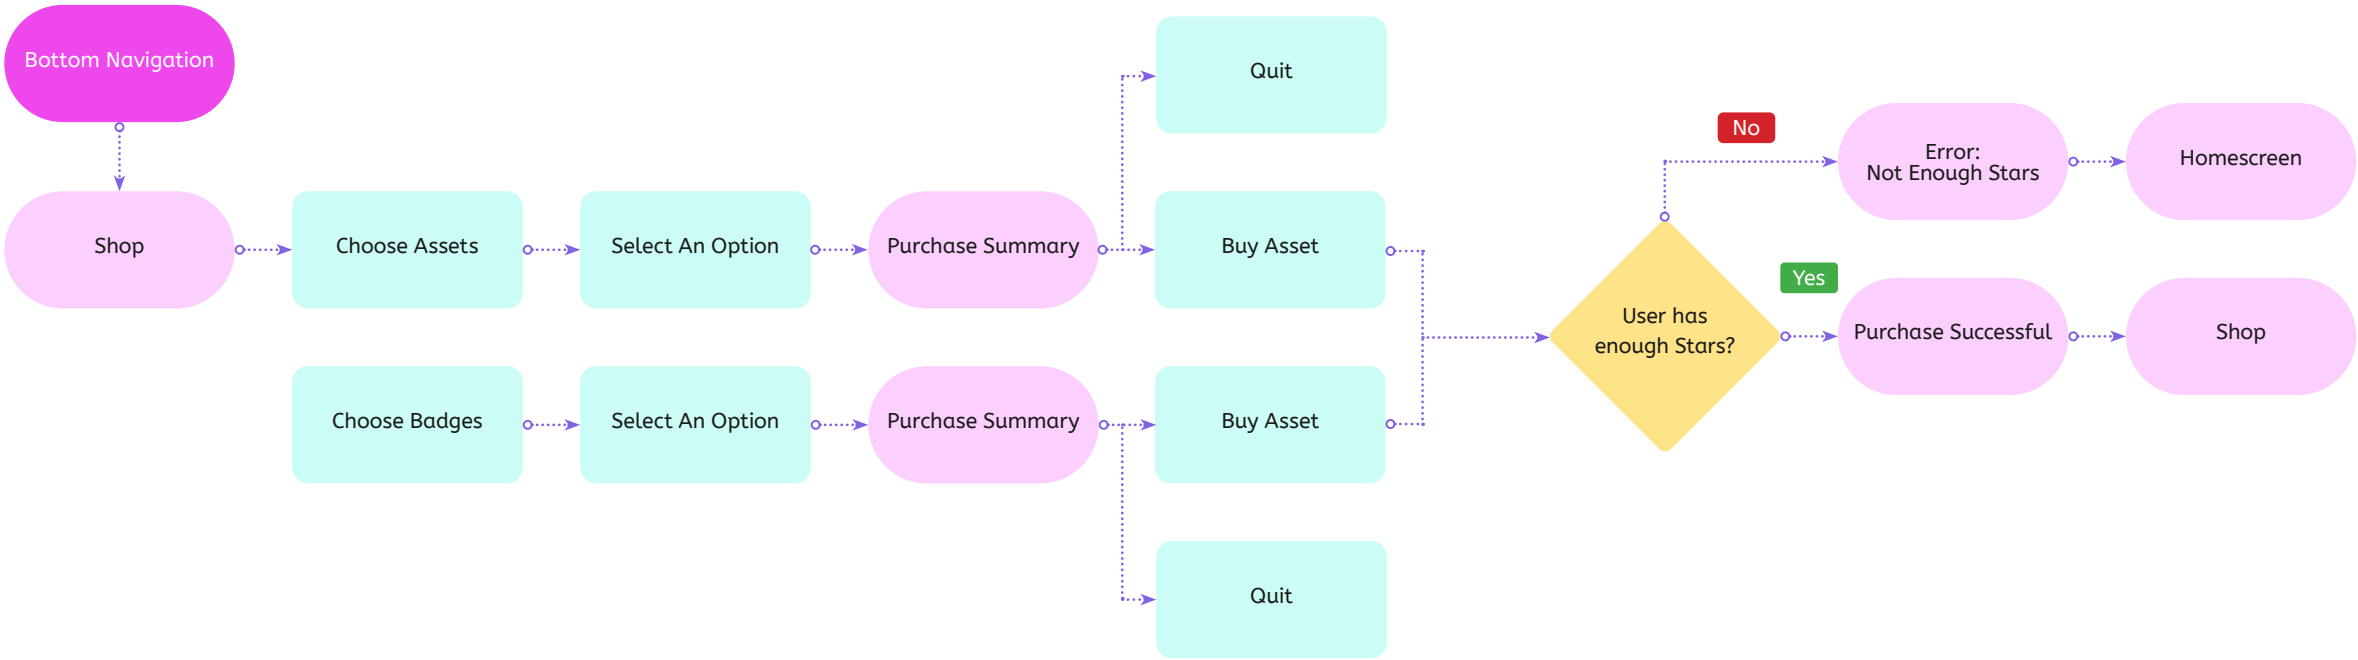 Bottom Navigation
Quit
No
Error:
Not Enough Stars
Homescreen
Shop
Choose Assets
Select An Option
Purchase Summary
Buy Asset
Yes
User has
enough Stars?
Purchase Successful
Shop
Choose Badges
Select An Option
Purchase Summary
Buy Asset
Quit